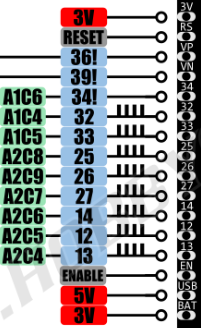 3V 3V
RESET RS
36! VP
39! VN
A1C6 34! 34
A1C4 32 32
A1C5 33 33
A2C8 25 25
A2C9 26 26
A2C7 27 27
A2C6 14 14
A2C5 12 12
A2C4 13 13
ENABLE EN
5V USB
3V BAT